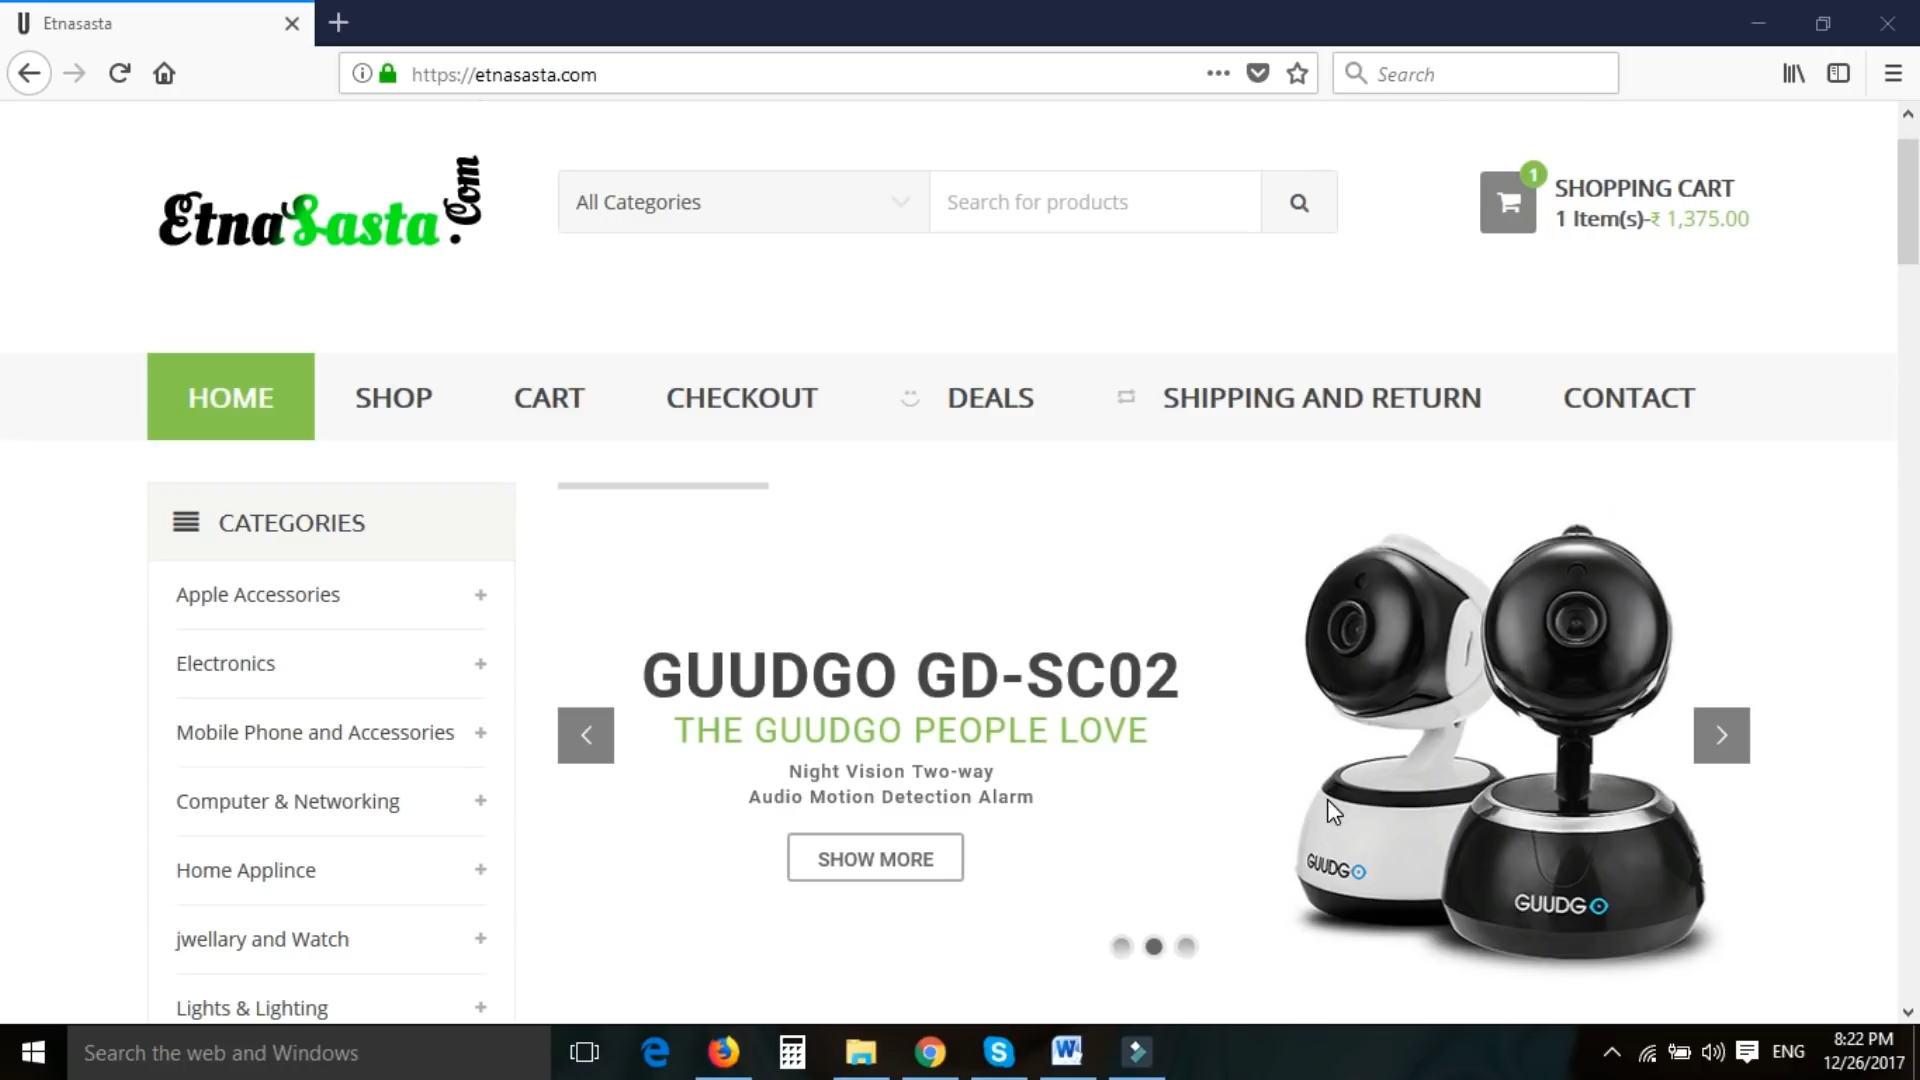 Etnasasta
https://etnasasta.com
Search
EtnaSasta.Com
All Categories
Search for products
1
SHOPPING CART
1 Item(s)-₹ 1,375.00
HOME
SHOP
CART
CHECKOUT
DEALS
SHIPPING AND RETURN
CONTACT
CATEGORIES
Apple Accessories
Electronics
Mobile Phone and Accessories
Computer & Networking
Home Applince
jwellary and Watch
Lights & Lighting
GUUDGO GD-SC02
THE GUUDGO PEOPLE LOVE
Night Vision Two-way
Audio Motion Detection Alarm
SHOW MORE
GUUDGO
GUUDGO
Search the web and Windows
ENG
8:22 PM
12/26/2017